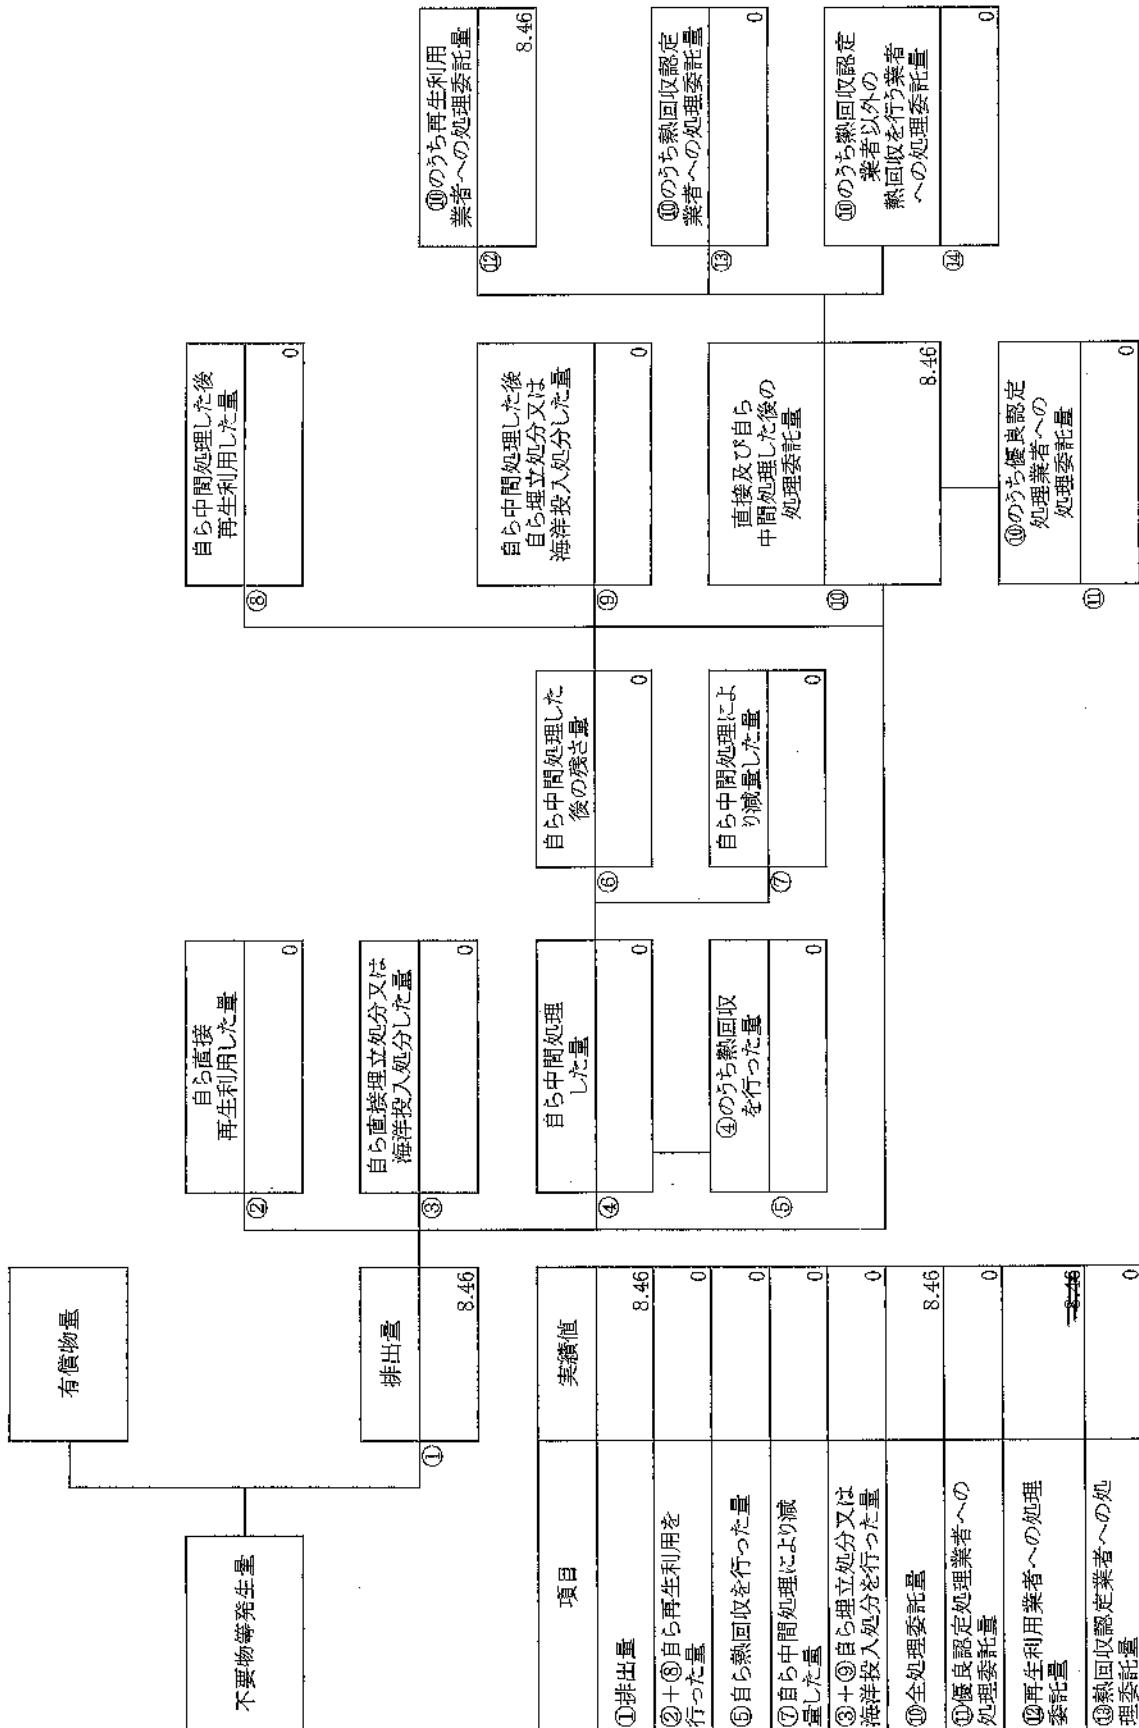 有償物量
不要物等発生量
排出量
①
8.46
自ら直接
再生利用した量
②
0
自ら直接埋立処分又は
海洋投入処分した量
③
0
自ら中間処理
した量
④
0
④のうち熱回収
を行った量
⑤
0
自ら中間処理した
後の残さ量
⑥
0
自ら中間処理によ
り減量した量
⑦
0
自ら中間処理した後
再生利用した量
⑧
0
自ら中間処理した後
自ら埋立処分又は
海洋投入処分した量
⑨
0
直接及び自ら
中間処理した後の
処理委託量
⑩
8.46
⑩のうち優良認定
処理業者への
処理委託量
⑪
0
⑩のうち再生利用
業者への処理委託量
⑫
8.46
⑩のうち熱回収認定
業者への処理委託量
⑬
0
⑩のうち熱回収認定
業者以外の
熱回収を行う業者
への処理委託量
⑭
0
項目 実績値
①排出量 8.46
②+⑧自ら再生利用を
行った量 0
⑤自ら熱回収を行った量 0
⑦自ら中間処理により減
量した量 0
③+⑨自ら埋立処分又は
海洋投入処分を行った量 0
⑩全処理委託量 8.46
⑪優良認定処理業者への
処理委託量 0
⑫再生利用業者への処理
委託量 8.46
⑬熱回収認定業者への処
理委託量 0